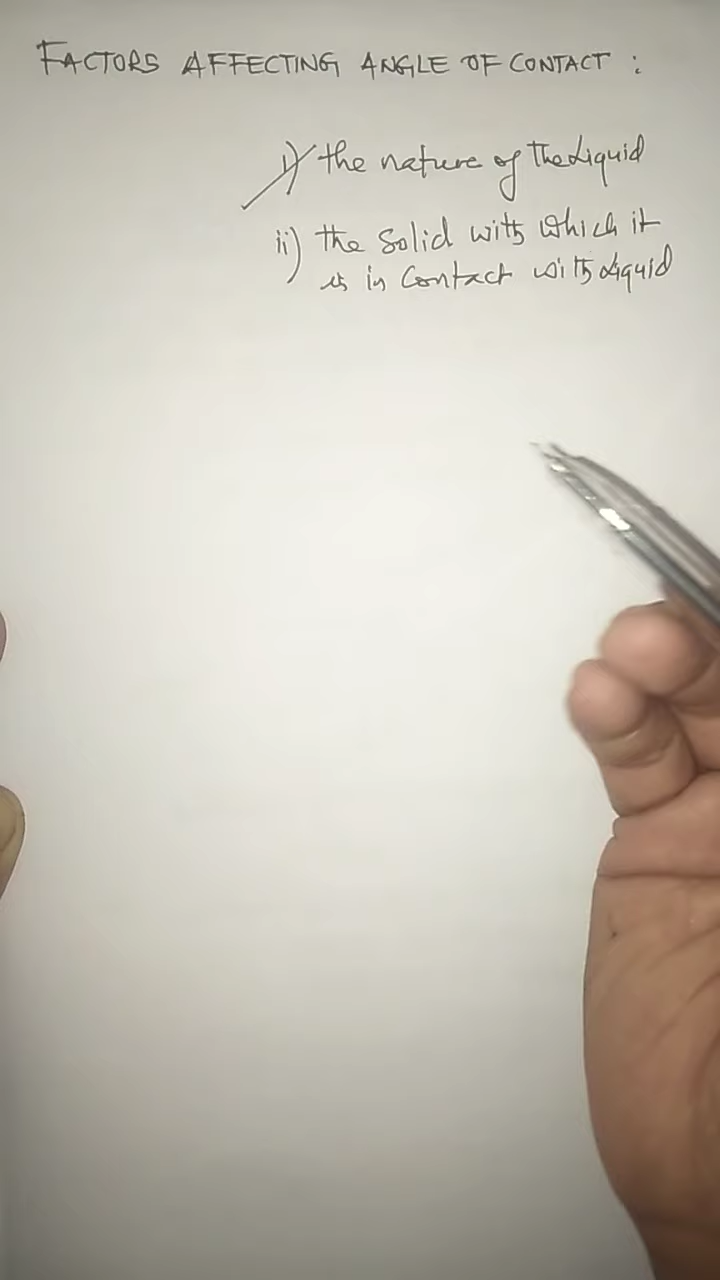 FACTORS AFFECTING ANGLE OF CONTACT :
i) the nature of The Liquid
ii) the Solid with which it
is in Contact with Liquid